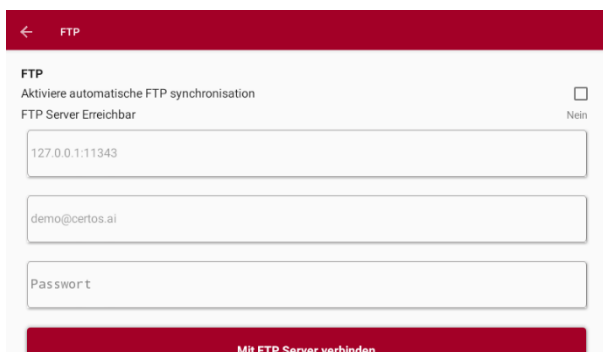 FTP
FTP
Aktiviere automatische FTP synchronisation
FTP Server Erreichbar Nein
127.0.0.1:11343
demo@certos.ai
Passwort
Mit FTP Server verbinden